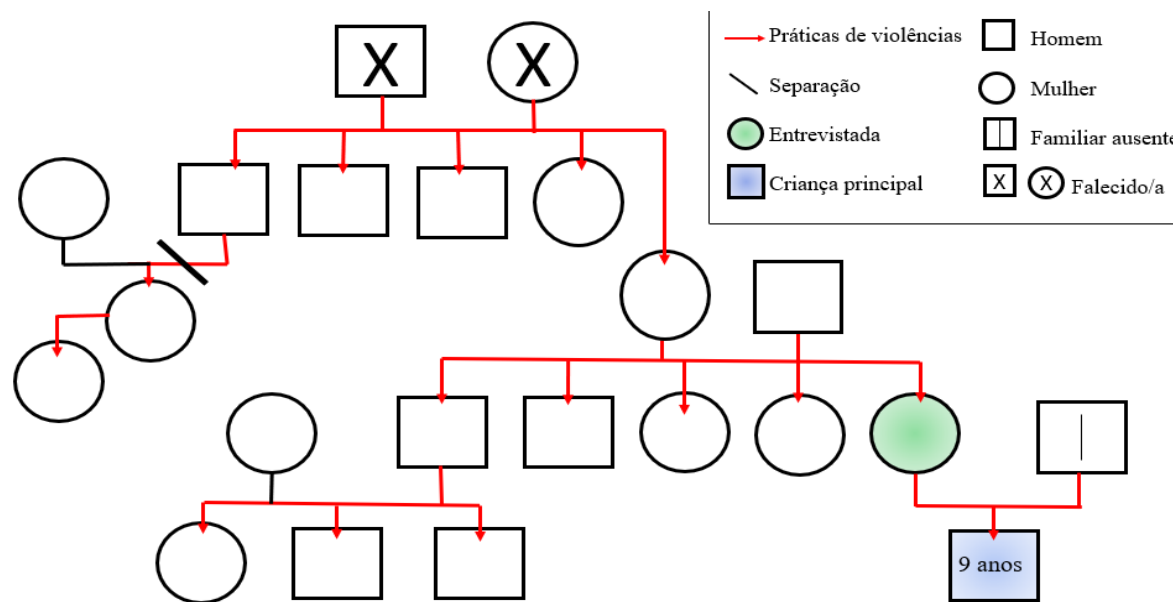 X
X
Práticas de violências
Homem
Separação
Mulher
Entrevistada
Familiar ausente
Criança principal
X
X
Falecido/a
9 anos